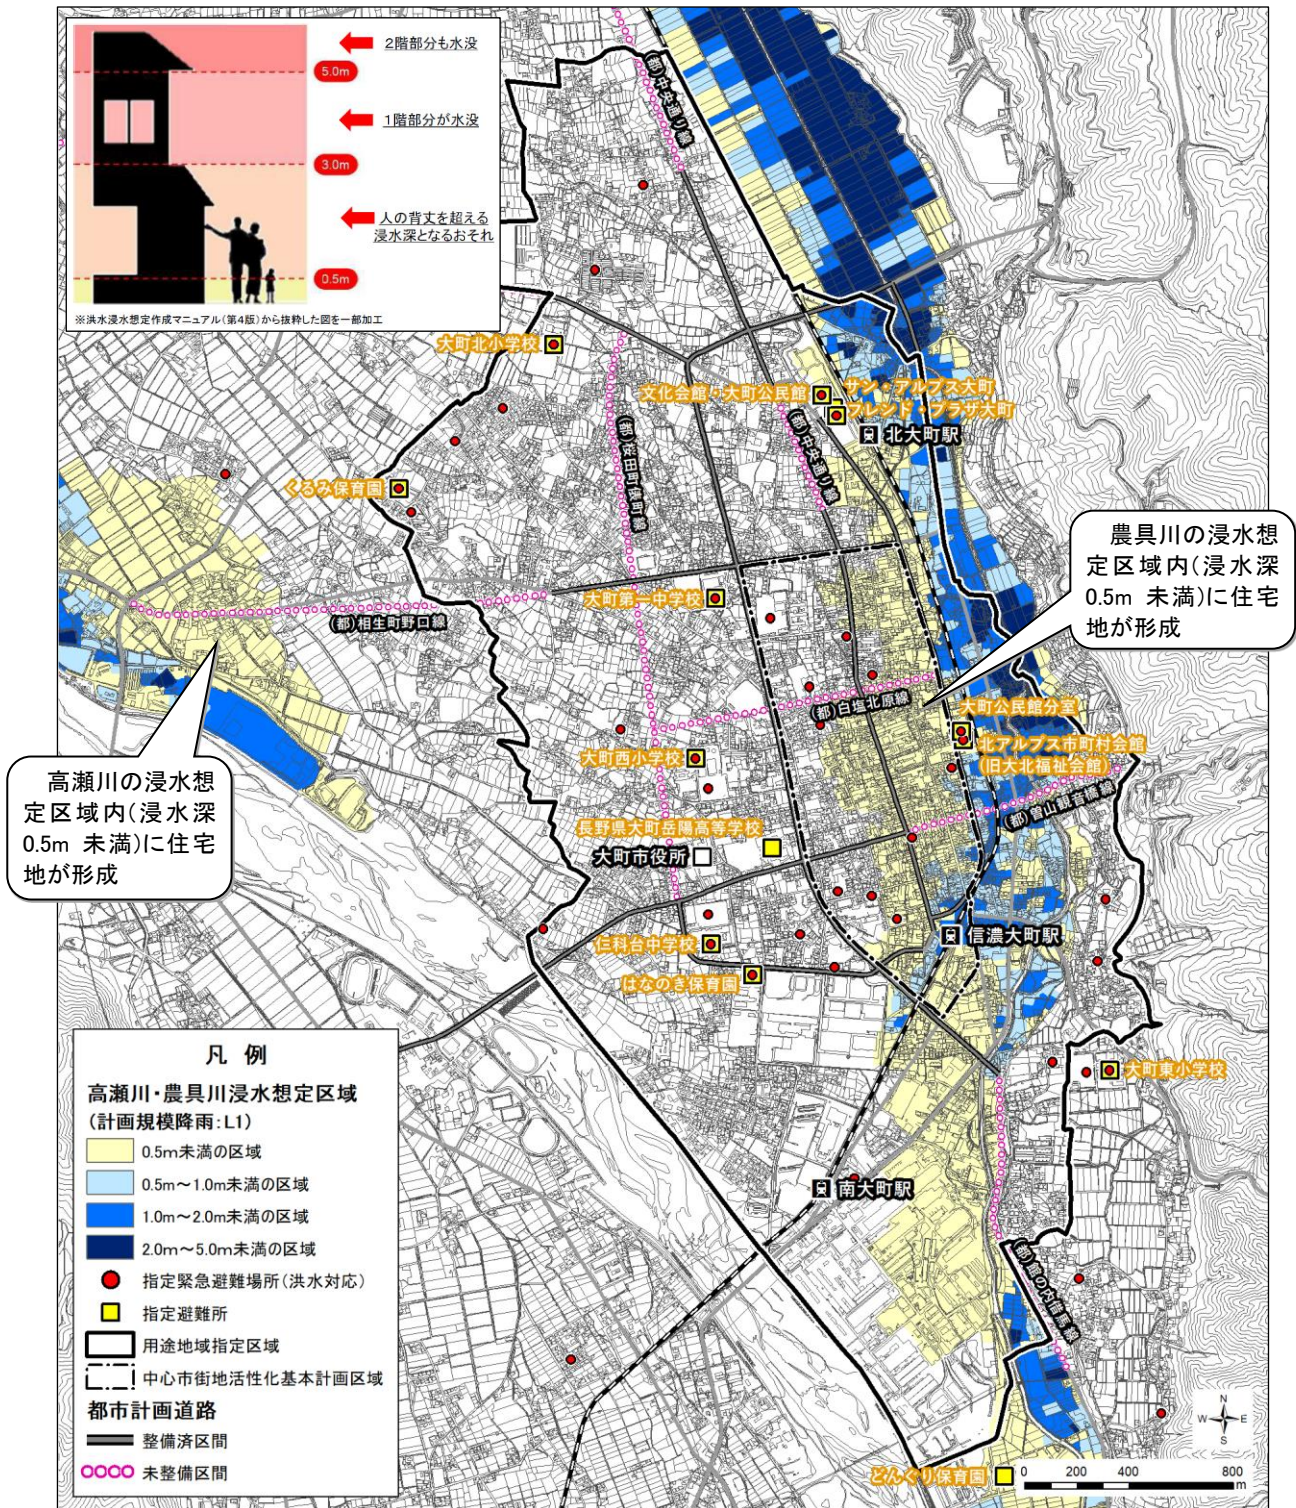 2階部分も水没
5.0m
1階部分が水没
3.0m
人の背丈を超える
浸水深となるおそれ
0.5m
※洪水浸水想定作成マニュアル(第4版)から抜粋した図を一部加工
(都)中央通り線
大町北小学校
文化会館・大町公民館
サン・アルプス大町
フレンド・プラザ大町
北大町駅
(都)中央通り線
(都)桜田町俵町線
くるみ保育園
農具川の浸水想
定区域内(浸水深
0.5m 未満)に住宅
地が形成
大町第一中学校
(都)相生町野口線
(都)白塩北原線
大町公民館分室
北アルプス市町村会館
(旧大北福祉会館)
大町西小学校
高瀬川の浸水想
定区域内(浸水深
0.5m 未満)に住宅
地が形成
長野県大町岳陽高等学校
大町市役所
信濃大町駅
仁科台中学校
はなのき保育園
大町東小学校
南大町駅
どんぐり保育園
凡 例
高瀬川・農具川浸水想定区域
(計画規模降雨:L1)
0.5m未満の区域
0.5m~1.0m未満の区域
1.0m~2.0m未満の区域
2.0m~5.0m未満の区域
指定緊急避難場所(洪水対応)
指定避難所
用途地域指定区域
中心市街地活性化基本計画区域
都市計画道路
整備済区間
未整備区間
N
W E
S
0 200 400 800
m